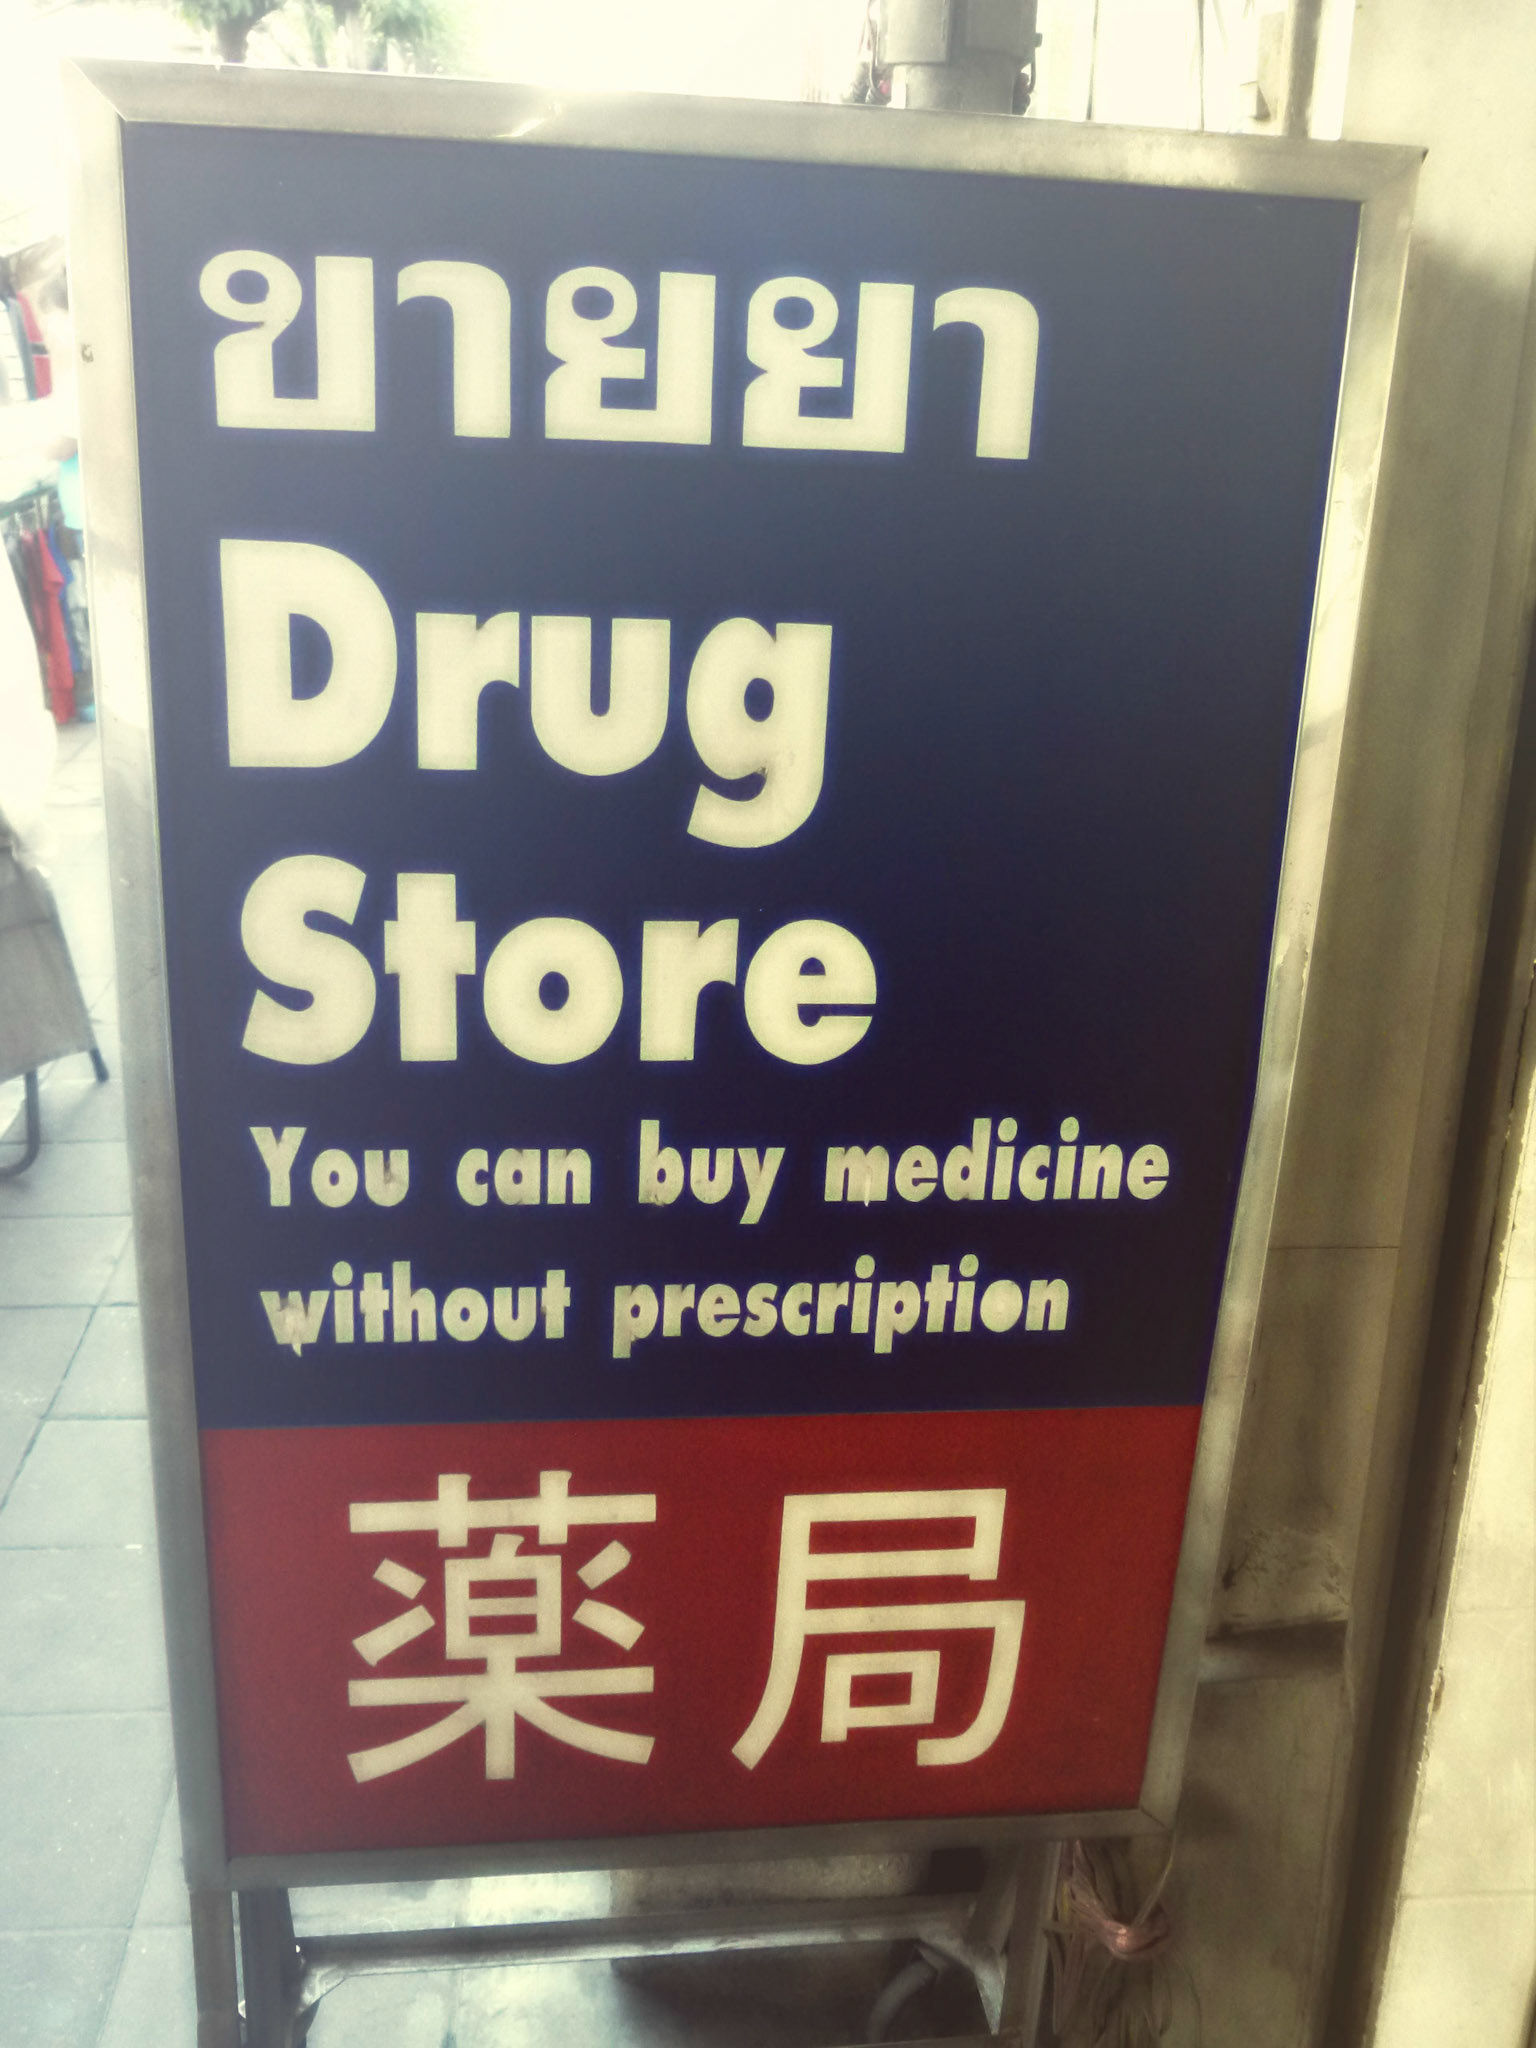 ขายยา
Drug
Store
You can buy medicine
without prescription
薬局